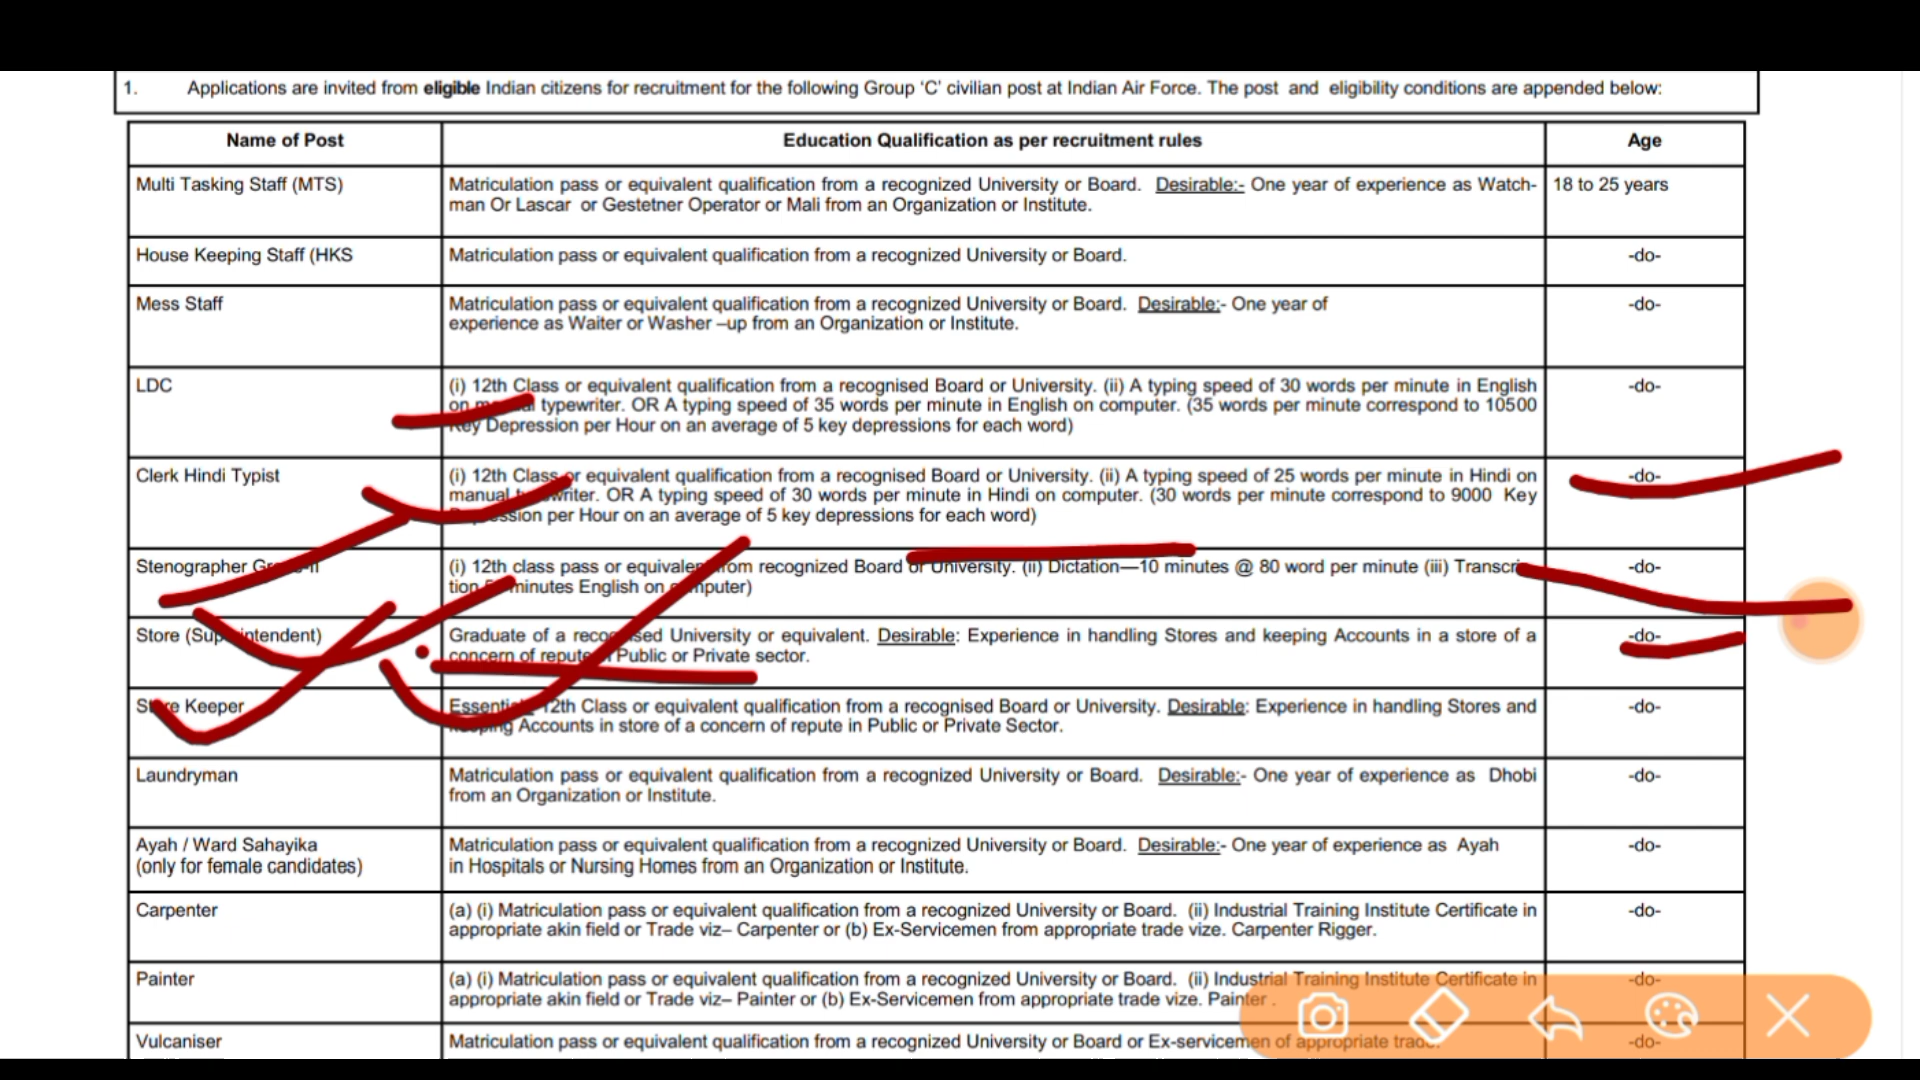 1. Applications are invited from eligible Indian citizens for recruitment for the following Group ‘C’ civilian post at Indian Air Force. The post and eligibility conditions are appended below:
Name of Post Education Qualification as per recruitment rules Age
Multi Tasking Staff (MTS) Matriculation pass or equivalent qualification from a recognized University or Board. Desirable:- One year of experience as Watch- 18 to 25 years
man Or Lascar or Gestetner Operator or Mali from an Organization or Institute.
House Keeping Staff (HKS Matriculation pass or equivalent qualification from a recognized University or Board. -do-
Mess Staff Matriculation pass or equivalent qualification from a recognized University or Board. Desirable:- One year of -do-
experience as Waiter or Washer –up from an Organization or Institute.
LDC (i) 12th Class or equivalent qualification from a recognised Board or University. (ii) A typing speed of 30 words per minute in English -do-
on typewriter. OR A typing speed of 35 words per minute in English on computer. (35 words per minute correspond to 10500
Key Depression per Hour on an average of 5 key depressions for each word)
Clerk Hindi Typist (i) 12th Class or equivalent qualification from a recognised Board or University. (ii) A typing speed of 25 words per minute in Hindi on -do-
manual typewriter. OR A typing speed of 30 words per minute in Hindi on computer. (30 words per minute correspond to 9000 Key
per Hour on an average of 5 key depressions for each word)
Stenographer (i) 12th class pass or equivalent from recognized Board or University. (ii) Dictation—10 minutes @ 80 word per minute (iii) Transcrip- -do-
tion minutes English on computer)
Store (Superintendent) Graduate of a recognised University or equivalent. Desirable: Experience in handling Stores and keeping Accounts in a store of a -do-
concern of repute in Public or Private sector.
Store Keeper Essential: 12th Class or equivalent qualification from a recognised Board or University. Desirable: Experience in handling Stores and -do-
keeping Accounts in store of a concern of repute in Public or Private Sector.
Laundryman Matriculation pass or equivalent qualification from a recognized University or Board. Desirable:- One year of experience as Dhobi -do-
from an Organization or Institute.
Ayah / Ward Sahayika Matriculation pass or equivalent qualification from a recognized University or Board. Desirable:- One year of experience as Ayah -do-
(only for female candidates) in Hospitals or Nursing Homes from an Organization or Institute.
Carpenter (a) (i) Matriculation pass or equivalent qualification from a recognized University or Board. (ii) Industrial Training Institute Certificate in -do-
appropriate akin field or Trade viz– Carpenter or (b) Ex-Servicemen from appropriate trade vize. Carpenter Rigger.
Painter (a) (i) Matriculation pass or equivalent qualification from a recognized University or Board. (ii) Industrial Training Institute Certificate in -do-
appropriate akin field or Trade viz– Painter or (b) Ex-Servicemen from appropriate trade vize. Painter .
Vulcaniser Matriculation pass or equivalent qualification from a recognized University or Board or Ex-servicemen of appropriate trade. -do-